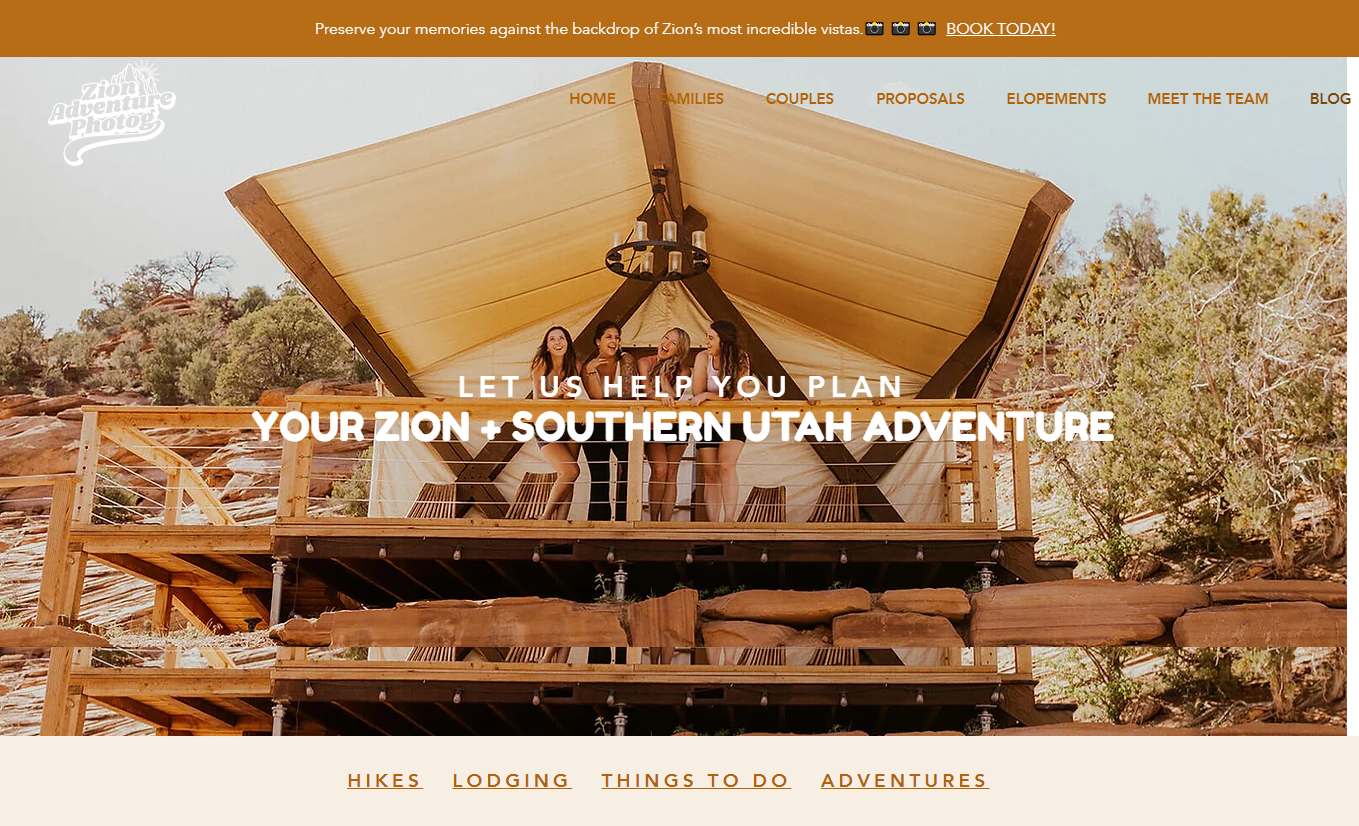 Preserve your memories against the backdrop of Zion's most incredible vistas.📸 📸 📸 BOOK TODAY!
Zion
Adventure
Photog
HOME FAMILIES COUPLES PROPOSALS ELOPEMENTS MEET THE TEAM BLOG
LET US HELP YOU PLAN
YOUR ZION + SOUTHERN UTAH ADVENTURE
HIKES LODGING THINGS TO DO ADVENTURES